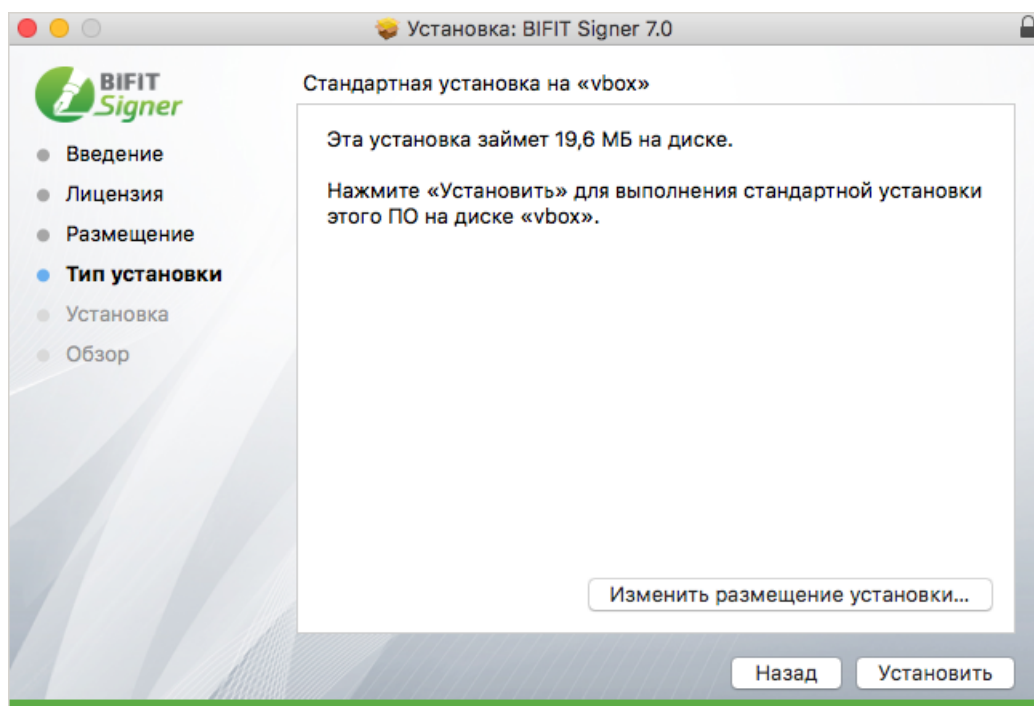 Установка: BIFIT Signer 7.0
BIFIT
Signer
Стандартная установка на «vbox»
Введение
Лицензия
Размещение
Тип установки
Установка
Обзор
Эта установка займет 19,6 МБ на диске.
Нажмите «Установить» для выполнения стандартной установки
этого ПО на диске «vbox».
Изменить размещение установки...
Назад
Установить